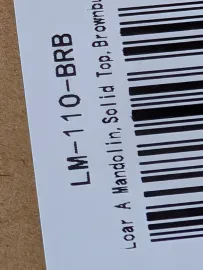 LM-110-BRB
Loar A Mandolin, Solid Top, Brownbu